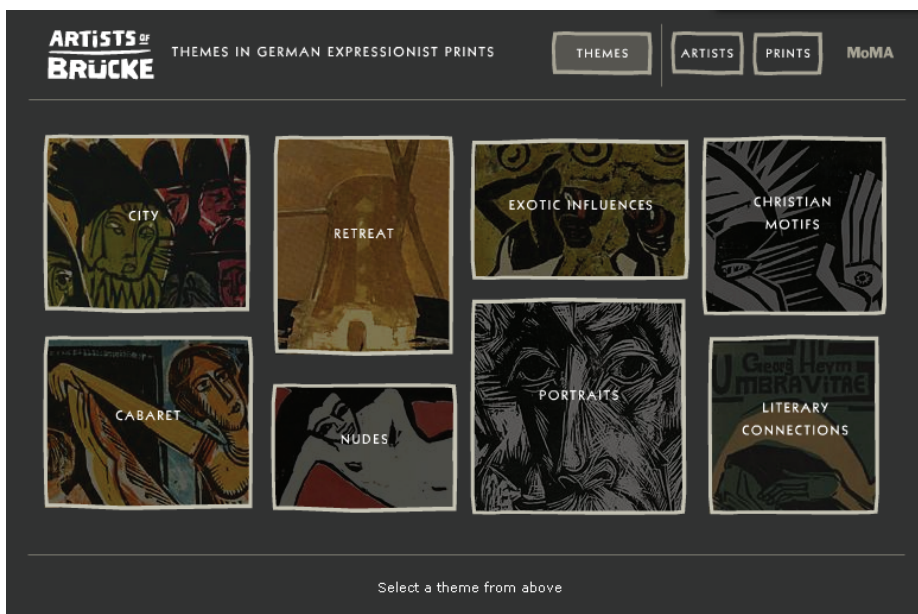 ARTiSTS OF
BRÜCKE
THEMES IN GERMAN EXPRESSIONIST PRINTS
THEMES
ARTISTS
PRINTS
MoMA
CITY
RETREAT
EXOTIC INFLUENCES
CHRISTIAN
MOTIFS
CABARET
NUDES
PORTRAITS
Georg Heym
UMBRA VITAE
LITERARY
CONNECTIONS
Select a theme from above